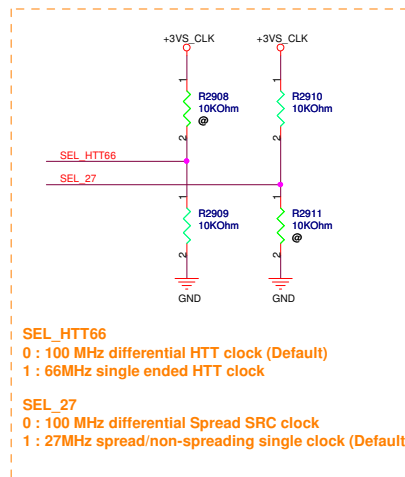 +3VS_CLK +3VS_CLK
1 1
R2908 R2910
10KOhm 10KOhm
@
2 2
SEL_HTT66
SEL_27
1 1
R2909 R2911
10KOhm 10KOhm
@
2 2
GND GND
SEL_HTT66
0 : 100 MHz differential HTT clock (Default)
1 : 66MHz single ended HTT clock
SEL_27
0 : 100 MHz differential Spread SRC clock
1 : 27MHz spread/non-spreading single clock (Default